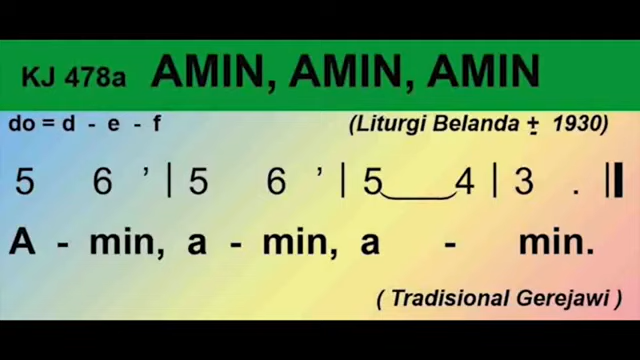 KJ 478a AMIN, AMIN, AMIN
do = d - e - f (Liturgi Belanda ± 1930)
5 6 ’ | 5 6 ’ | 5 4 | 3 . ||
A - min, a - min, a - min.
( Tradisional Gerejawi )